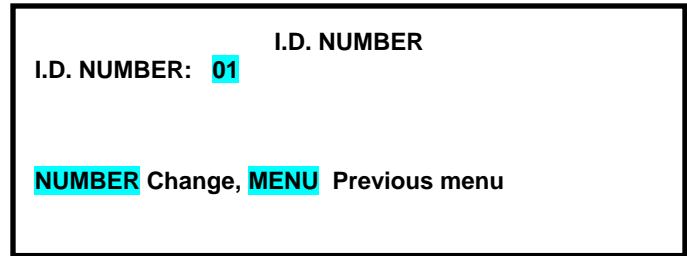 I.D. NUMBER
I.D. NUMBER: 01
NUMBER Change, MENU Previous menu